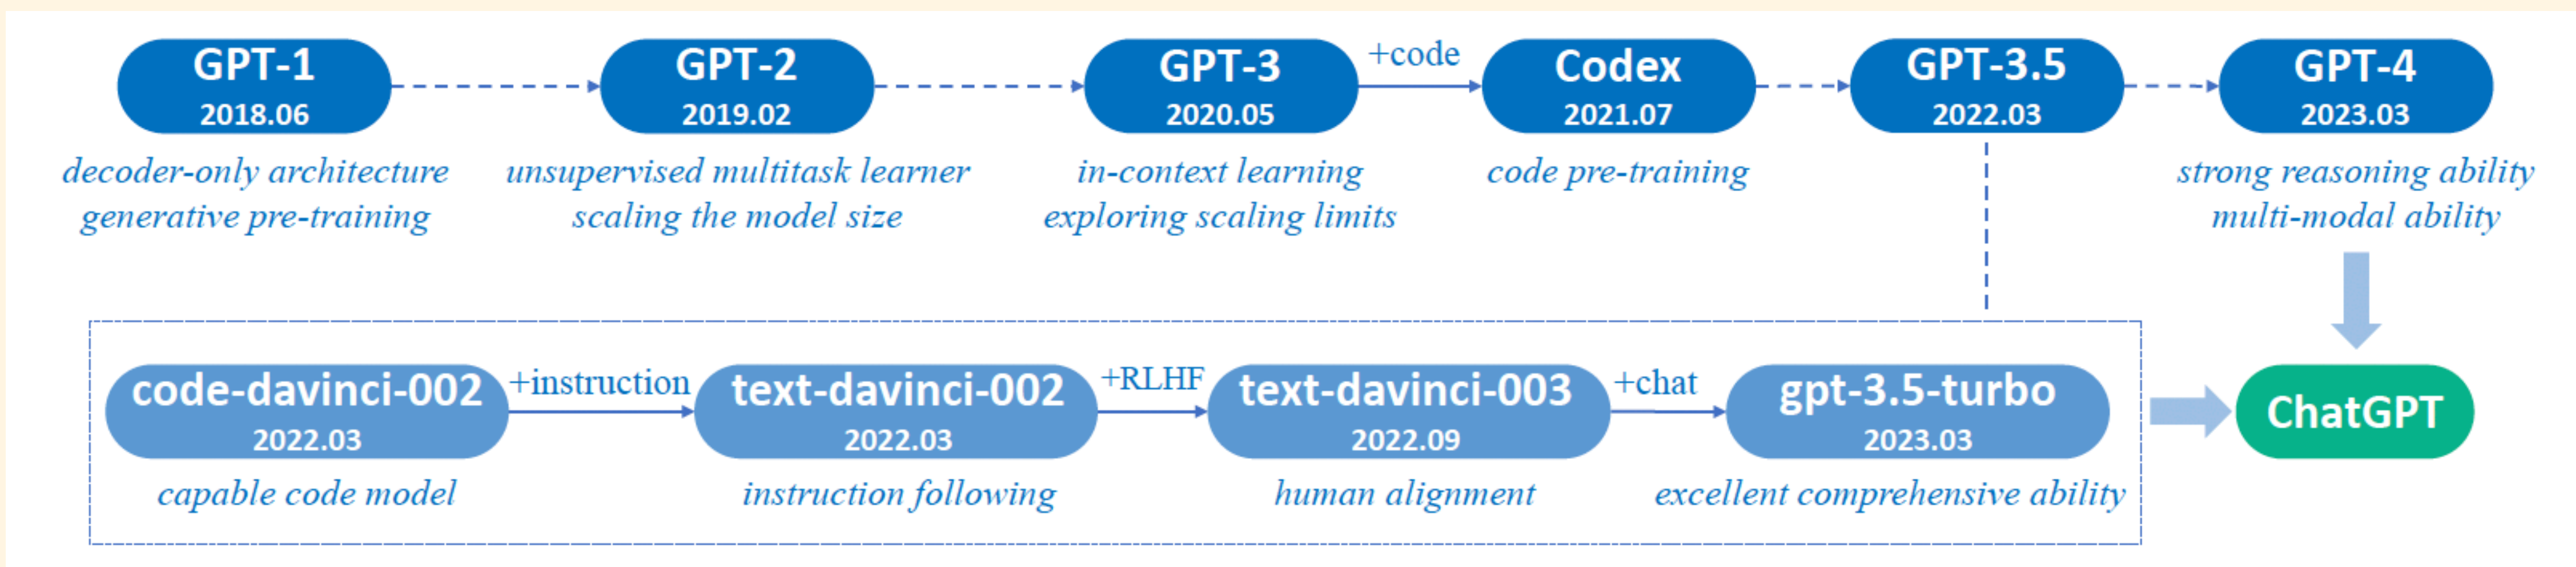 GPT-1
2018.06
decoder-only architecture
generative pre-training
GPT-2
2019.02
unsupervised multitask learner
scaling the model size
GPT-3
2020.05
in-context learning
exploring scaling limits
+code
Codex
2021.07
code pre-training
GPT-3.5
2022.03
GPT-4
2023.03
strong reasoning ability
multi-modal ability
code-davinci-002
2022.03
capable code model
+instruction
text-davinci-002
2022.03
instruction following
+RLHF
text-davinci-003
2022.09
human alignment
+chat
gpt-3.5-turbo
2023.03
excellent comprehensive ability
ChatGPT